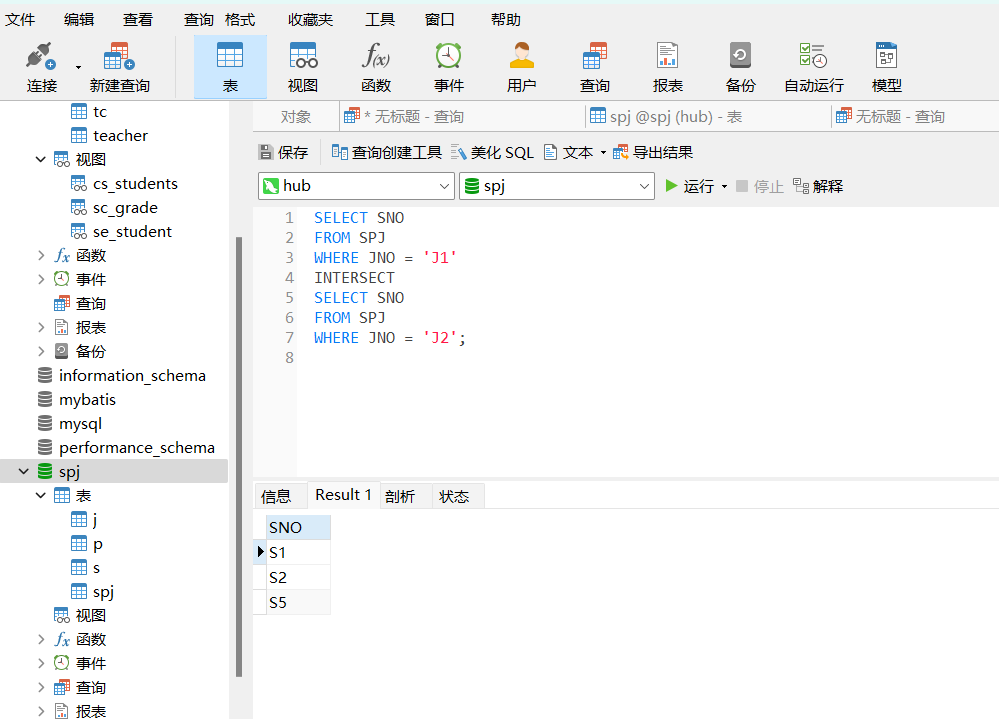 文件 编辑 查看 查询 格式 收藏夹 工具 窗口 帮助
连接 新建查询 表 视图 f(x) 函数 事件 用户 查询 报表 备份 自动运行 模型
tc
teacher
视图
cs_students
sc_grade
se_student
fx 函数
事件
查询
报表
备份
information_schema
mybatis
mysql
performance_schema
spj
表
j
p
s
spj
视图
fx 函数
事件
查询
报表
对象 * 无标题 - 查询 spj @spj (hub) - 表 无标题 - 查询
保存 查询创建工具 美化 SQL 文本 导出结果
hub spj 运行 停止 解释
1 SELECT SNO
2 FROM SPJ
3 WHERE JNO = 'J1'
4 INTERSECT
5 SELECT SNO
6 FROM SPJ
7 WHERE JNO = 'J2';
8
信息 Result 1 剖析 状态
SNO
S1
S2
S5